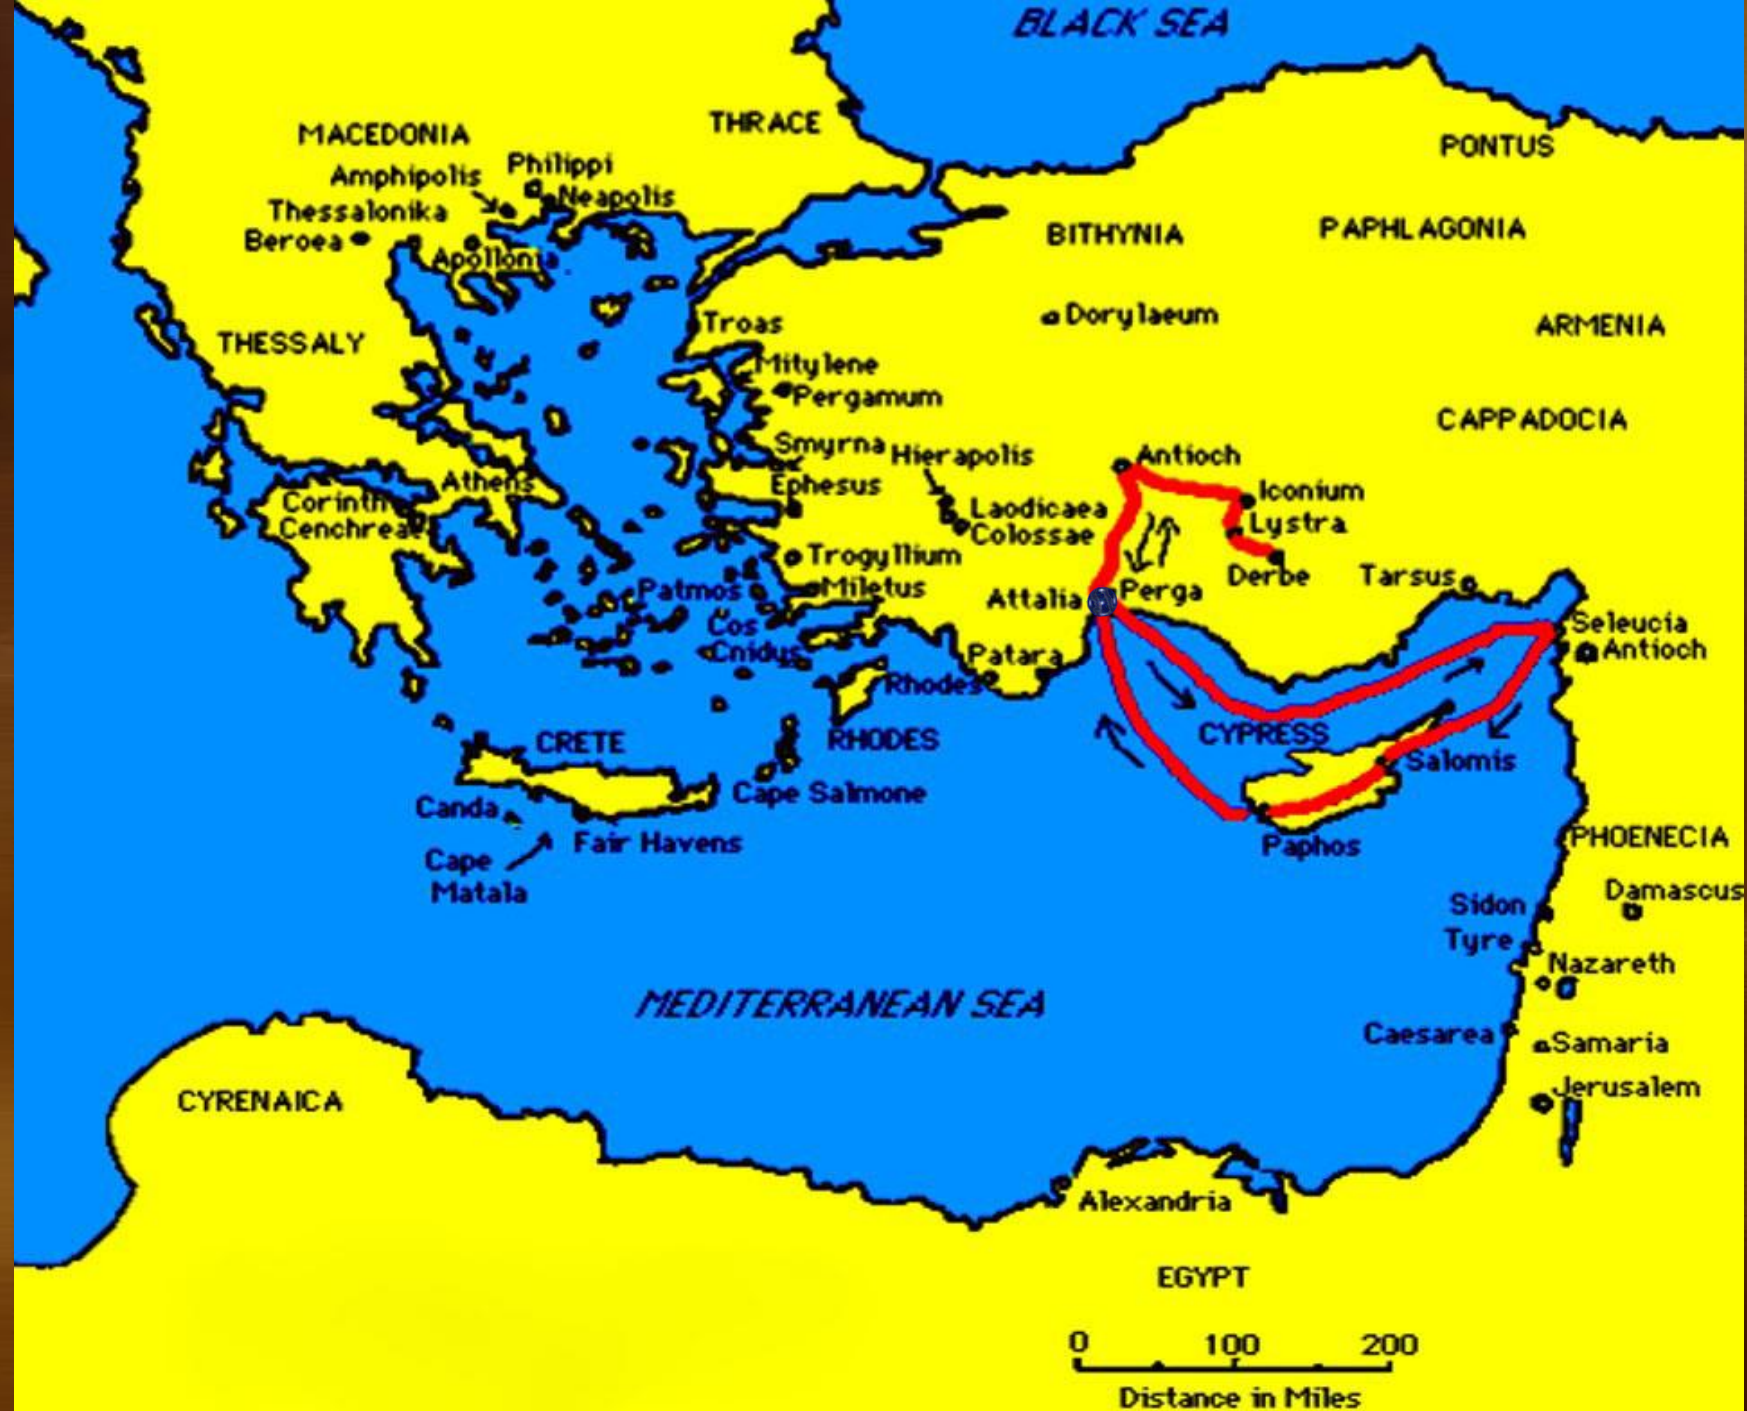 BLACK SEA
MACEDONIA
THRACE
PONTUS
Philippi
Amphipolis
Neapolis
Thessalonika
Beroea
Apollonia
BITHYNIA
PAPHLAGONIA
THESSALY
Troas
Dorylaeum
ARMENIA
Mitylene
Pergamum
CAPPADOCIA
Smyrna
Hierapolis
Antioch
Athens
Ephesus
Iconium
Corinth
Cenchreae
Laodicaea
Colossae
Lystra
Trogyllium
Derbe
Tarsus
Patmos
Miletus
Attalia
Perga
Cos
Cnidus
Seleucia
Antioch
Patara
Rhodes
CRETE
RHODES
CYPRESS
Salomis
Cape Salmone
Canda
Fair Havens
Cape
Matala
Paphos
PHOENECIA
Damascus
Sidon
Tyre
Nazareth
MEDITERRANEAN SEA
Caesarea
Samaria
Jerusalem
CYRENAICA
Alexandria
EGYPT
0 100 200
Distance in Miles